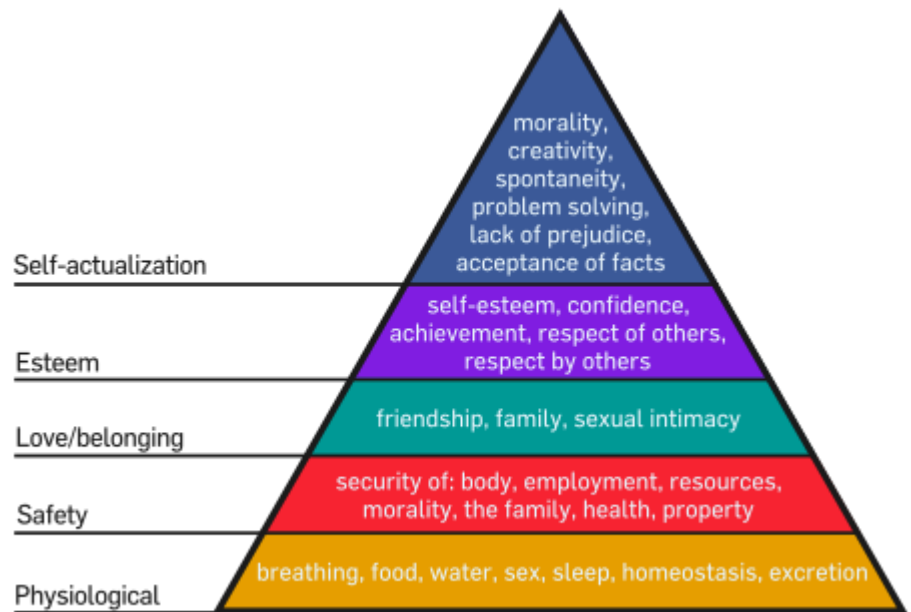 morality,
creativity,
spontaneity,
problem solving,
lack of prejudice,
acceptance of facts
Self-actualization
self-esteem, confidence,
achievement, respect of others,
respect by others
Esteem
friendship, family, sexual intimacy
Love/belonging
security of: body, employment, resources,
morality, the family, health, property
Safety
breathing, food, water, sex, sleep, homeostasis, excretion
Physiological